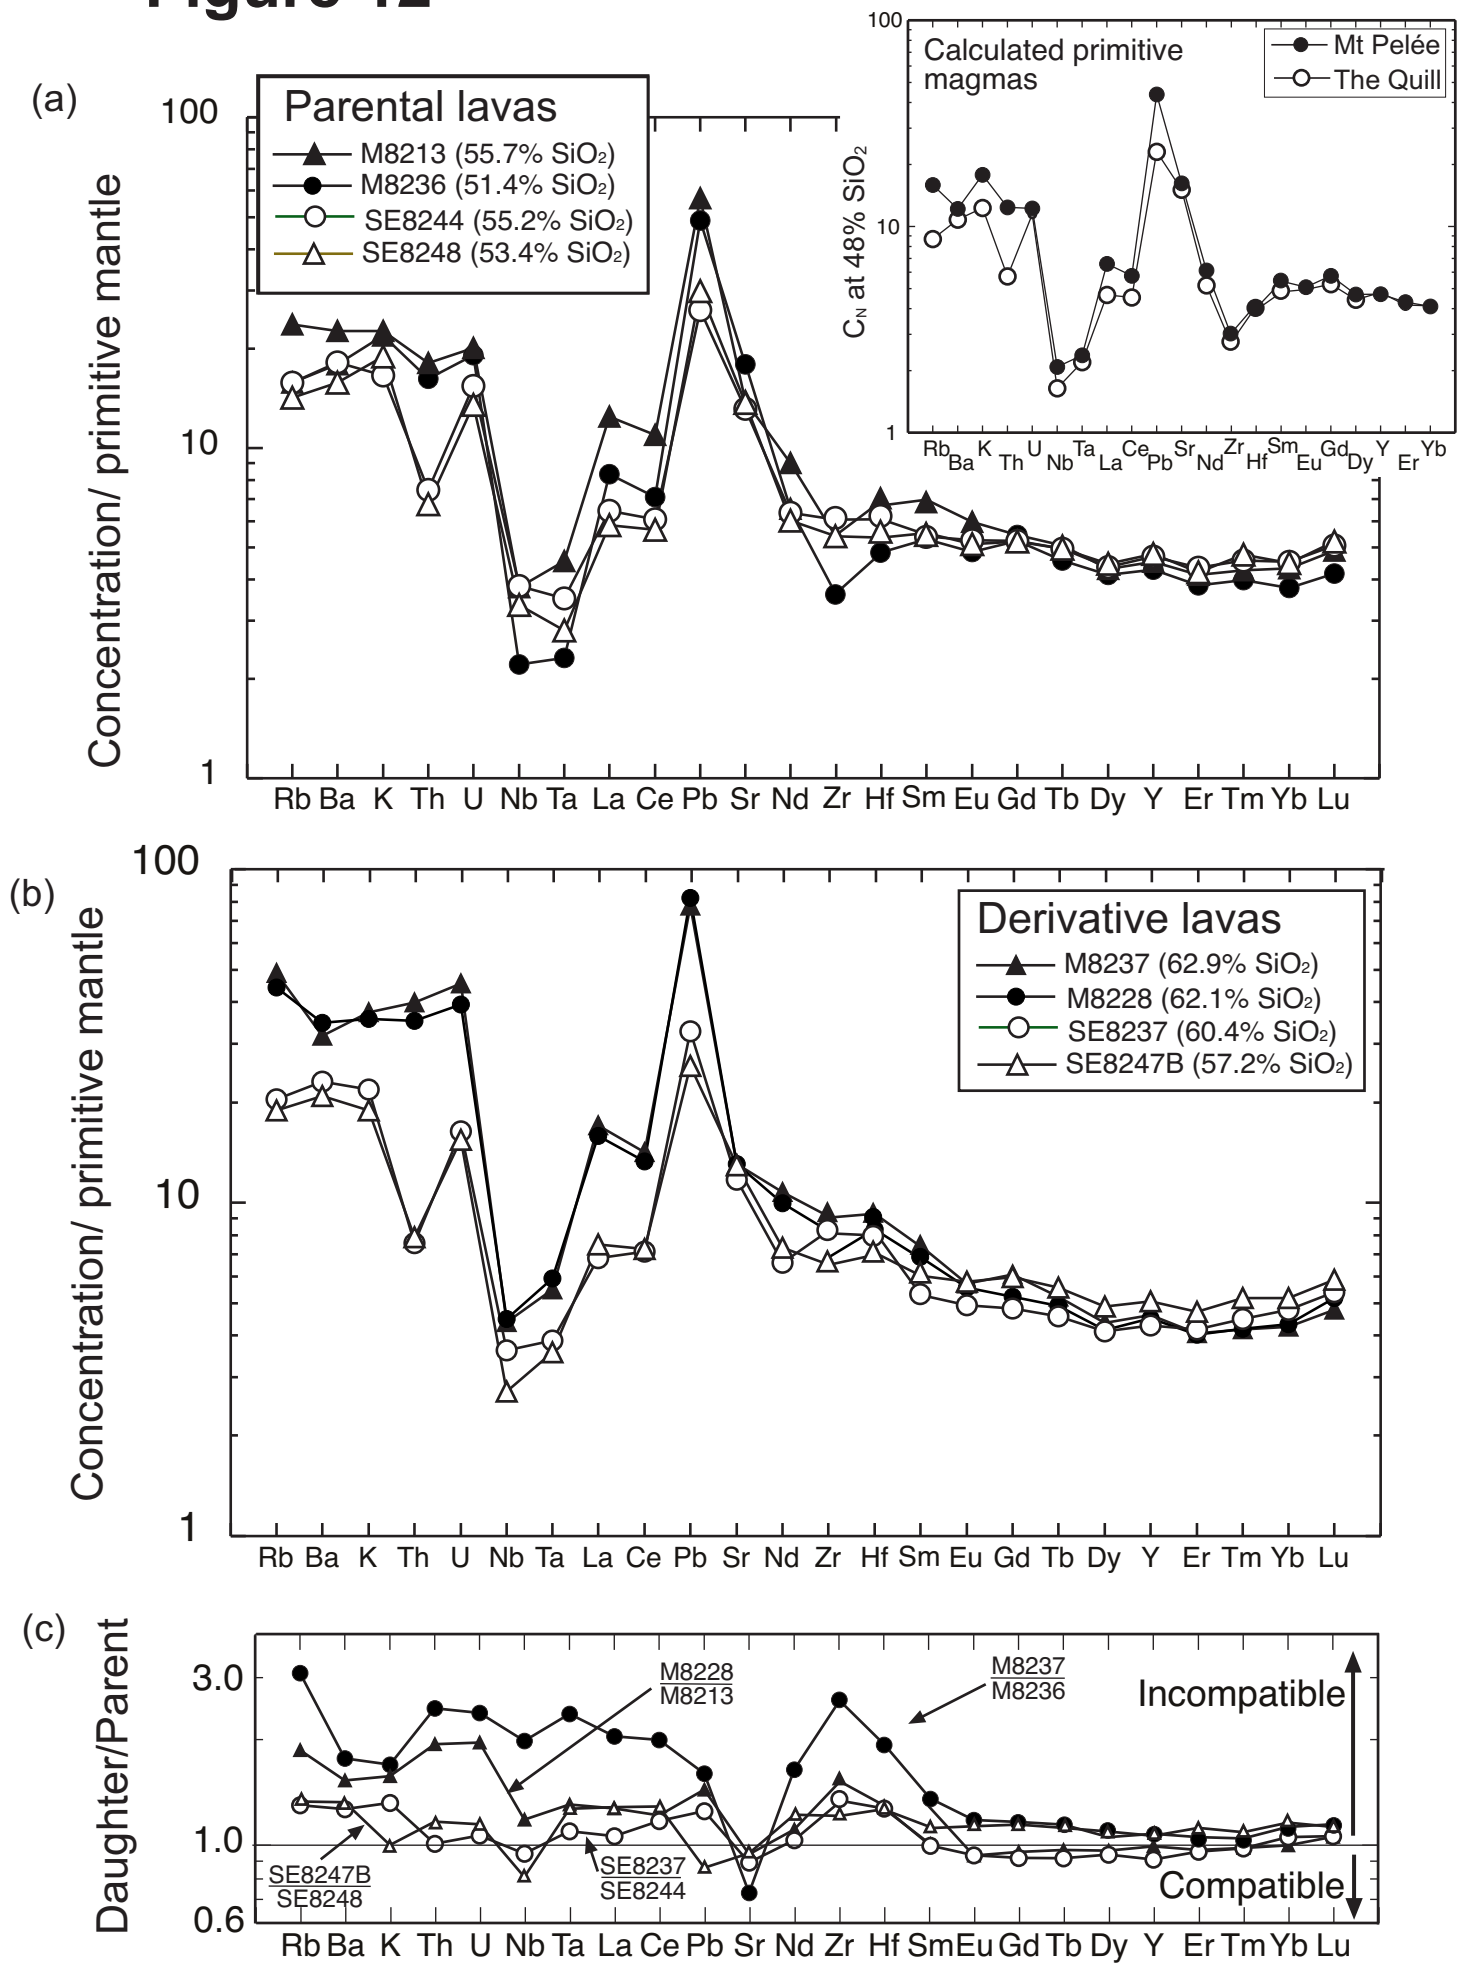 Figure 12
(a)
Concentration/ primitive mantle
100
10
1
Parental lavas
M8213 (55.7% SiO2)
M8236 (51.4% SiO2)
SE8244 (55.2% SiO2)
SE8248 (53.4% SiO2)
Rb Ba K Th U Nb Ta La Ce Pb Sr Nd Zr Hf Sm Eu Gd Tb Dy Y Er Tm Yb Lu
100
10
1
CN at 48% SiO2
Calculated primitive
magmas
Mt Pelée
The Quill
Rb Ba K Th U Nb Ta La Ce Pb Sr Nd Zr Hf Sm Eu Gd Dy Y Er Yb
(b)
Concentration/ primitive mantle
100
10
1
Derivative lavas
M8237 (62.9% SiO2)
M8228 (62.1% SiO2)
SE8237 (60.4% SiO2)
SE8247B (57.2% SiO2)
Rb Ba K Th U Nb Ta La Ce Pb Sr Nd Zr Hf Sm Eu Gd Tb Dy Y Er Tm Yb Lu
(c)
Daughter/Parent
3.0
1.0
0.6
M8228
M8213
M8237
M8236
Incompatible
SE8247B
SE8248
SE8237
SE8244
Compatible
Rb Ba K Th U Nb Ta La Ce Pb Sr Nd Zr Hf Sm Eu Gd Tb Dy Y Er Tm Yb Lu